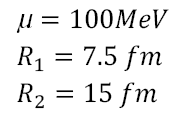 μ = 100MeV
R₁ = 7.5 fm
R₂ = 15 fm